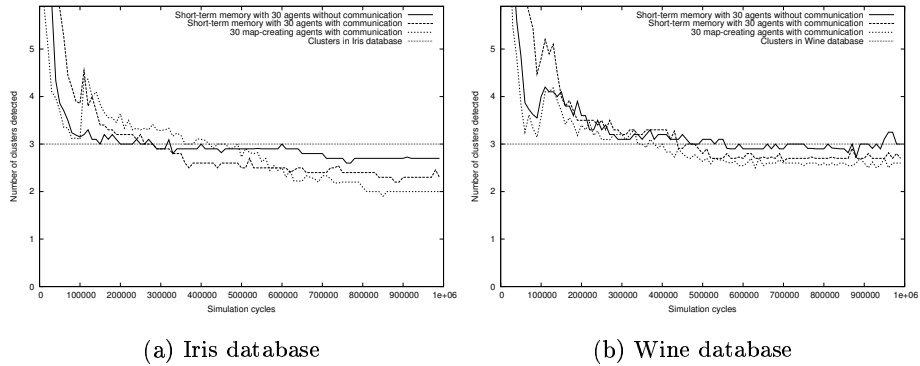 Short-term memory with 30 agents without communication
Short-term memory with 30 agents with communication
30 map-creating agents with communication
Clusters in Iris database
Number of clusters detected
5
4
3
2
1
0
0 100000 200000 300000 400000 500000 600000 700000 800000 900000 1e+06
Simulation cycles
(a) Iris database
Short-term memory with 30 agents without communication
Short-term memory with 30 agents with communication
30 map-creating agents with communication
Clusters in Wine database
Number of clusters detected
5
4
3
2
1
0
0 100000 200000 300000 400000 500000 600000 700000 800000 900000 1e+06
Simulation cycles
(b) Wine database